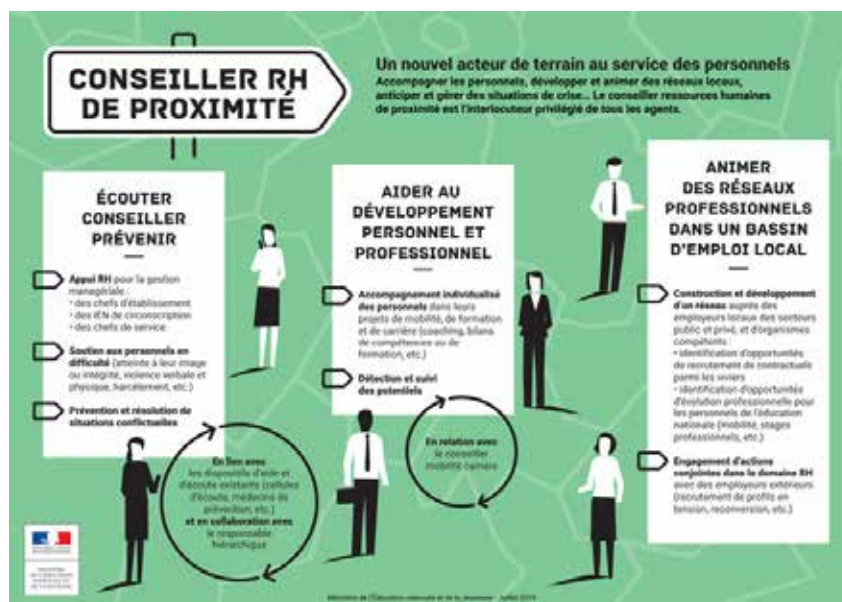 CONSEILLER RH
DE PROXIMITÉ
Un nouvel acteur de terrain au service des personnels
Accompagner les personnels, développer et animer des réseaux locaux,
anticiper et gérer des situations de crise... Le conseiller ressources humaines
de proximité est l'interlocuteur privilégié de tous les agents.
ÉCOUTER
CONSEILLER
PRÉVENIR
Appui RH pour la gestion
managériale :
• des chefs d'établissement
• des IEN de circonscription
• des chefs de service
Soutien aux personnels en
difficulté (atteinte à leur image
ou intégrité, violence verbale et
physique, harcèlement, etc.)
Prévention et résolution de
situations conflictuelles
En lien avec
les dispositifs d'aide et
d'écoute existants (cellules
d'écoute, médecins de
prévention, etc.)
et en collaboration avec
le responsable
hiérarchique
AIDER AU
DÉVELOPPEMENT
PERSONNEL ET
PROFESSIONNEL
Accompagnement individualisé
des personnels dans leurs
projets de mobilité, de formation
et de carrière (coaching, bilans
de compétences ou de
formation, etc.)
Détection et suivi
des potentiels
En relation avec
le conseiller
mobilité carrière
ANIMER
DES RÉSEAUX
PROFESSIONNELS
DANS UN BASSIN
D'EMPLOI LOCAL
Construction et développement
d'un réseau auprès des
employeurs locaux des secteurs
public et privé, et d'organismes
compétents :
• identification d'opportunités
de recrutement de contractuels
parmi les viviers
• identification d'opportunités
d'évolution professionnelle pour
les personnels de l'éducation
nationale (mobilité, stages
professionnels, etc.)
Engagement d'actions
conjointes dans le domaine RH
avec des employeurs extérieurs
(recrutement de profils en
tension, reconversion, etc.)
Ministère de l'Éducation nationale et de la Jeunesse - Juillet 2019